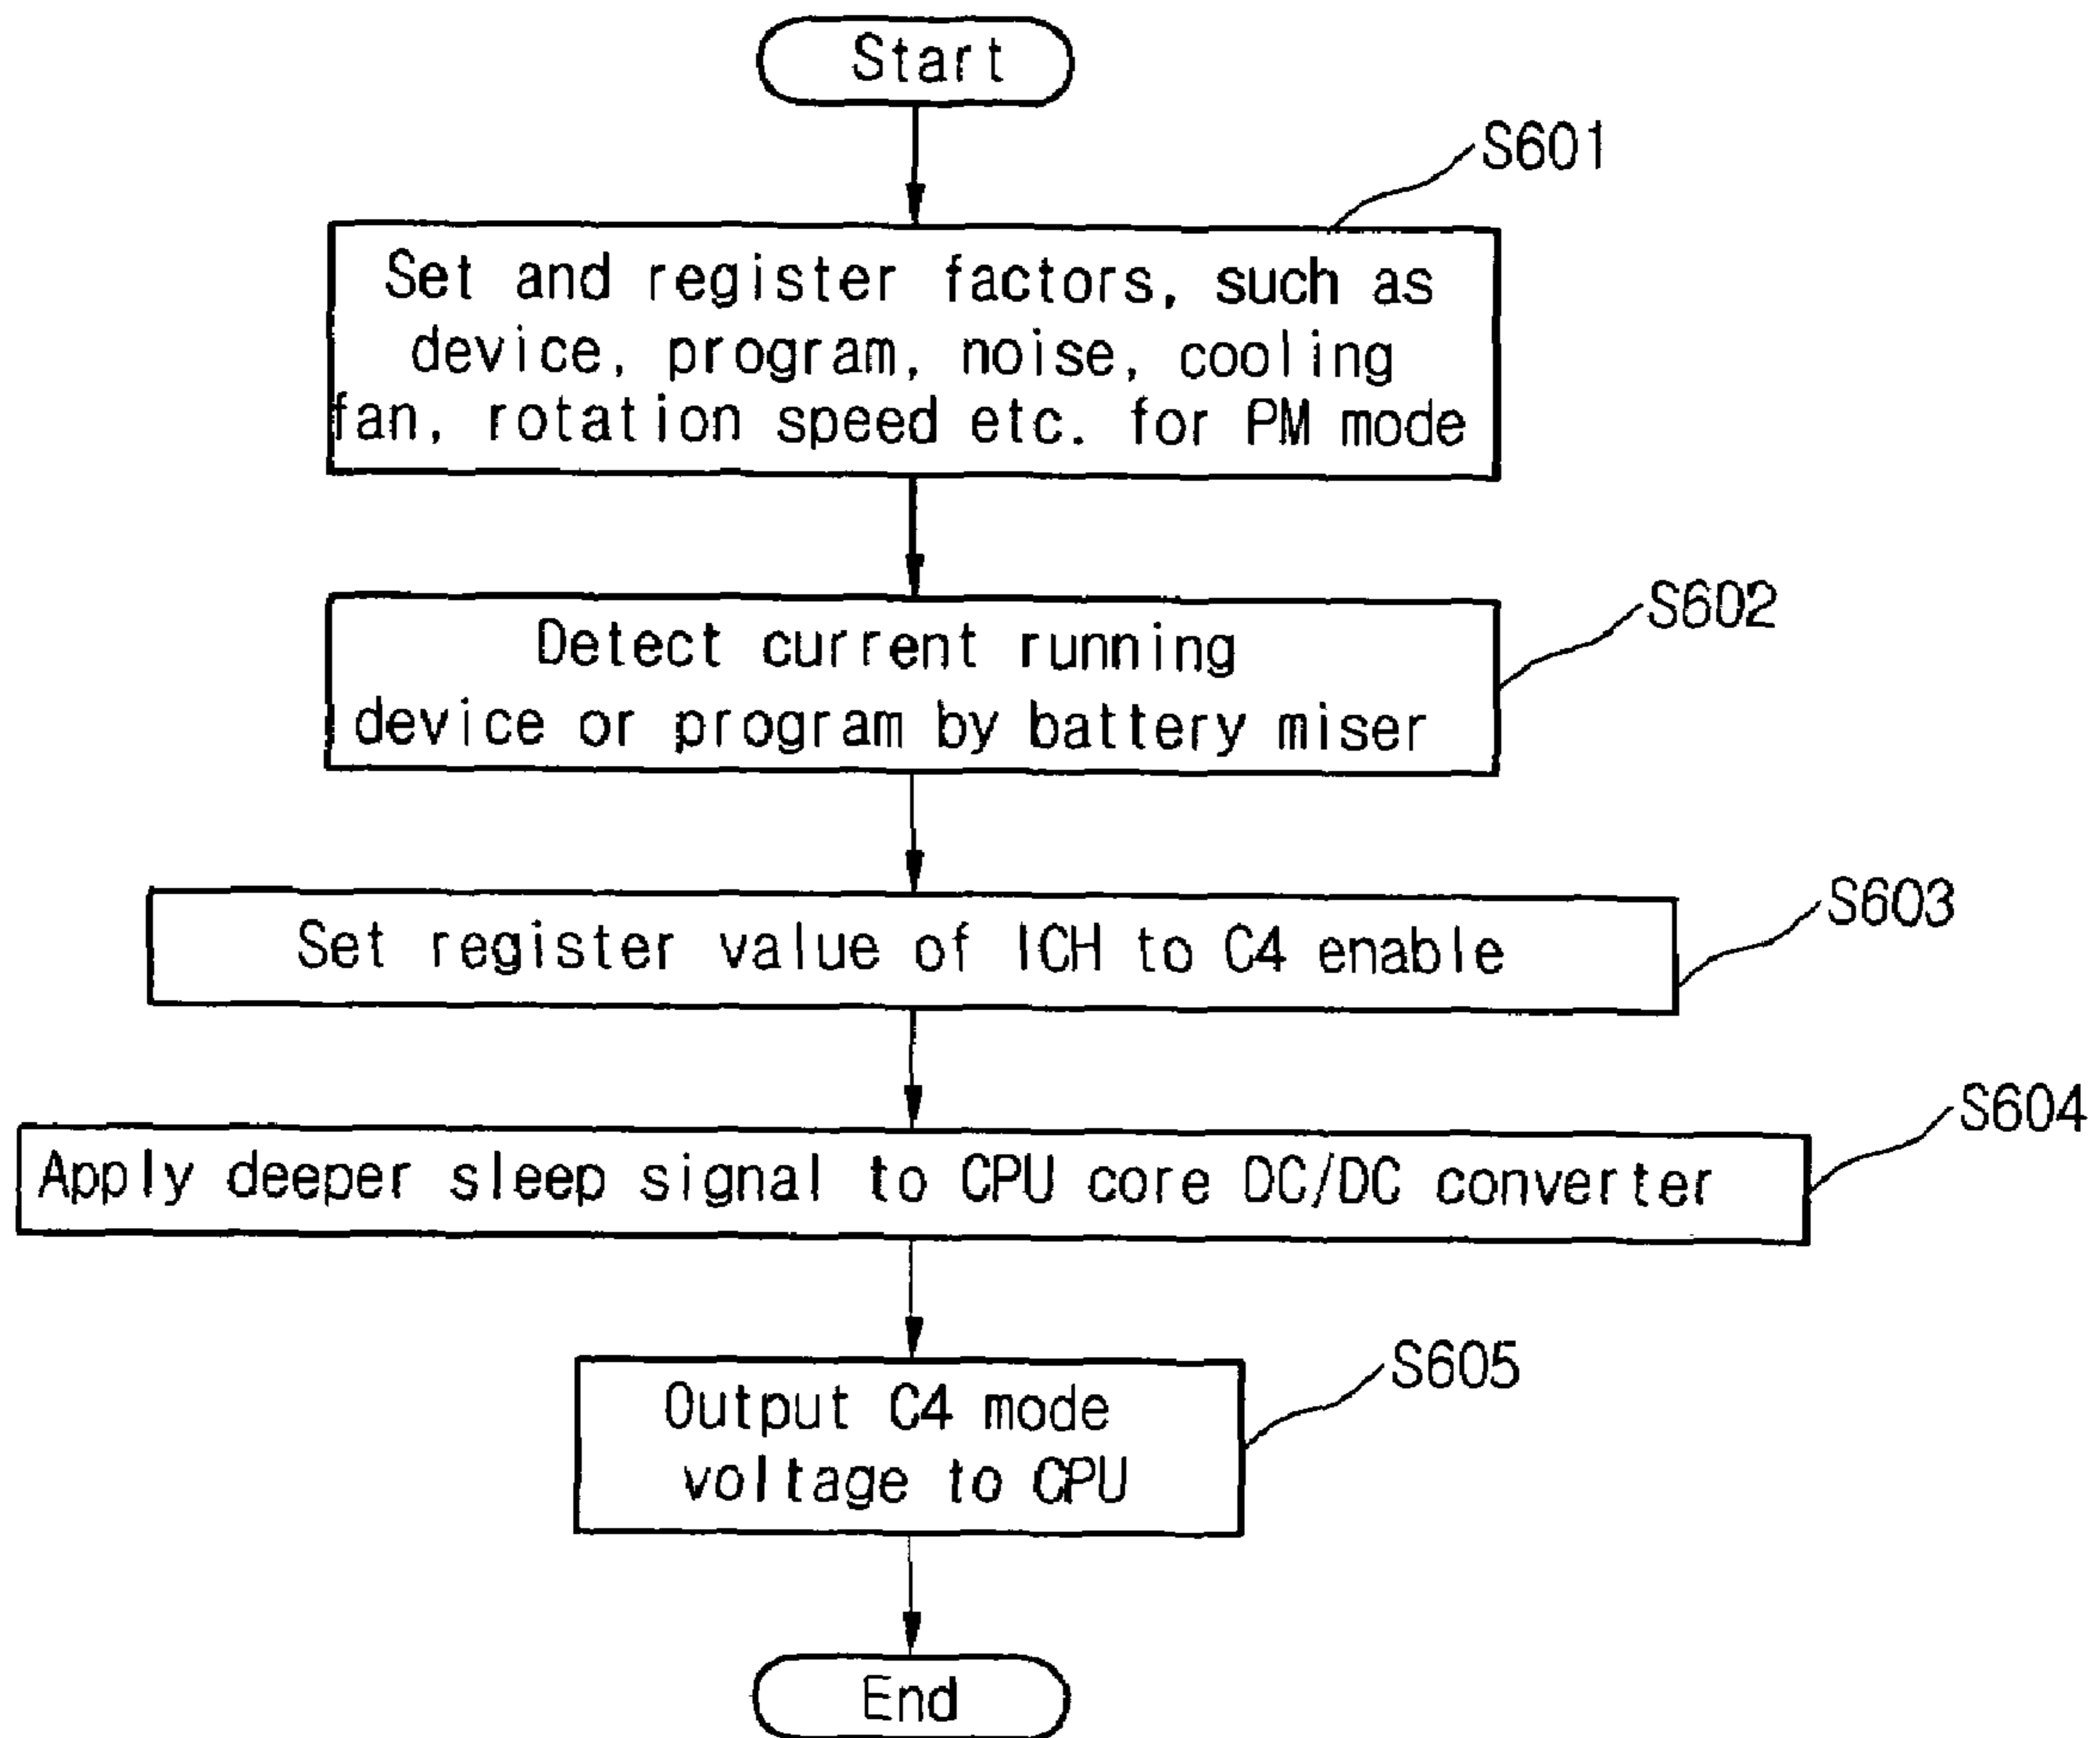 Start
S601
Set and register factors, such as
device, program, noise, cooling
fan, rotation speed etc. for PM mode
S602
Detect current running
device or program by battery miser
S603
Set register value of ICH to C4 enable
S604
Apply deeper sleep signal to CPU core DC/DC converter
S605
Output C4 mode
voltage to CPU
End